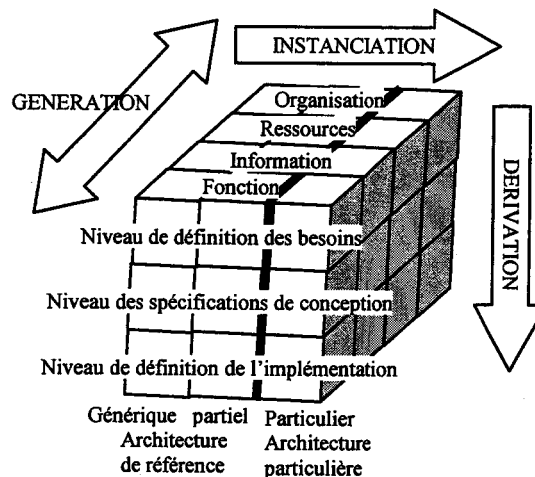 INSTANCIATION
GENERATION
Organisation
Ressources
Information
Fonction
DERIVATION
Niveau de définition des besoins
Niveau des spécifications de conception
Niveau de définition de l'implémentation
Générique partiel Particulier
Architecture Architecture
de référence particulière